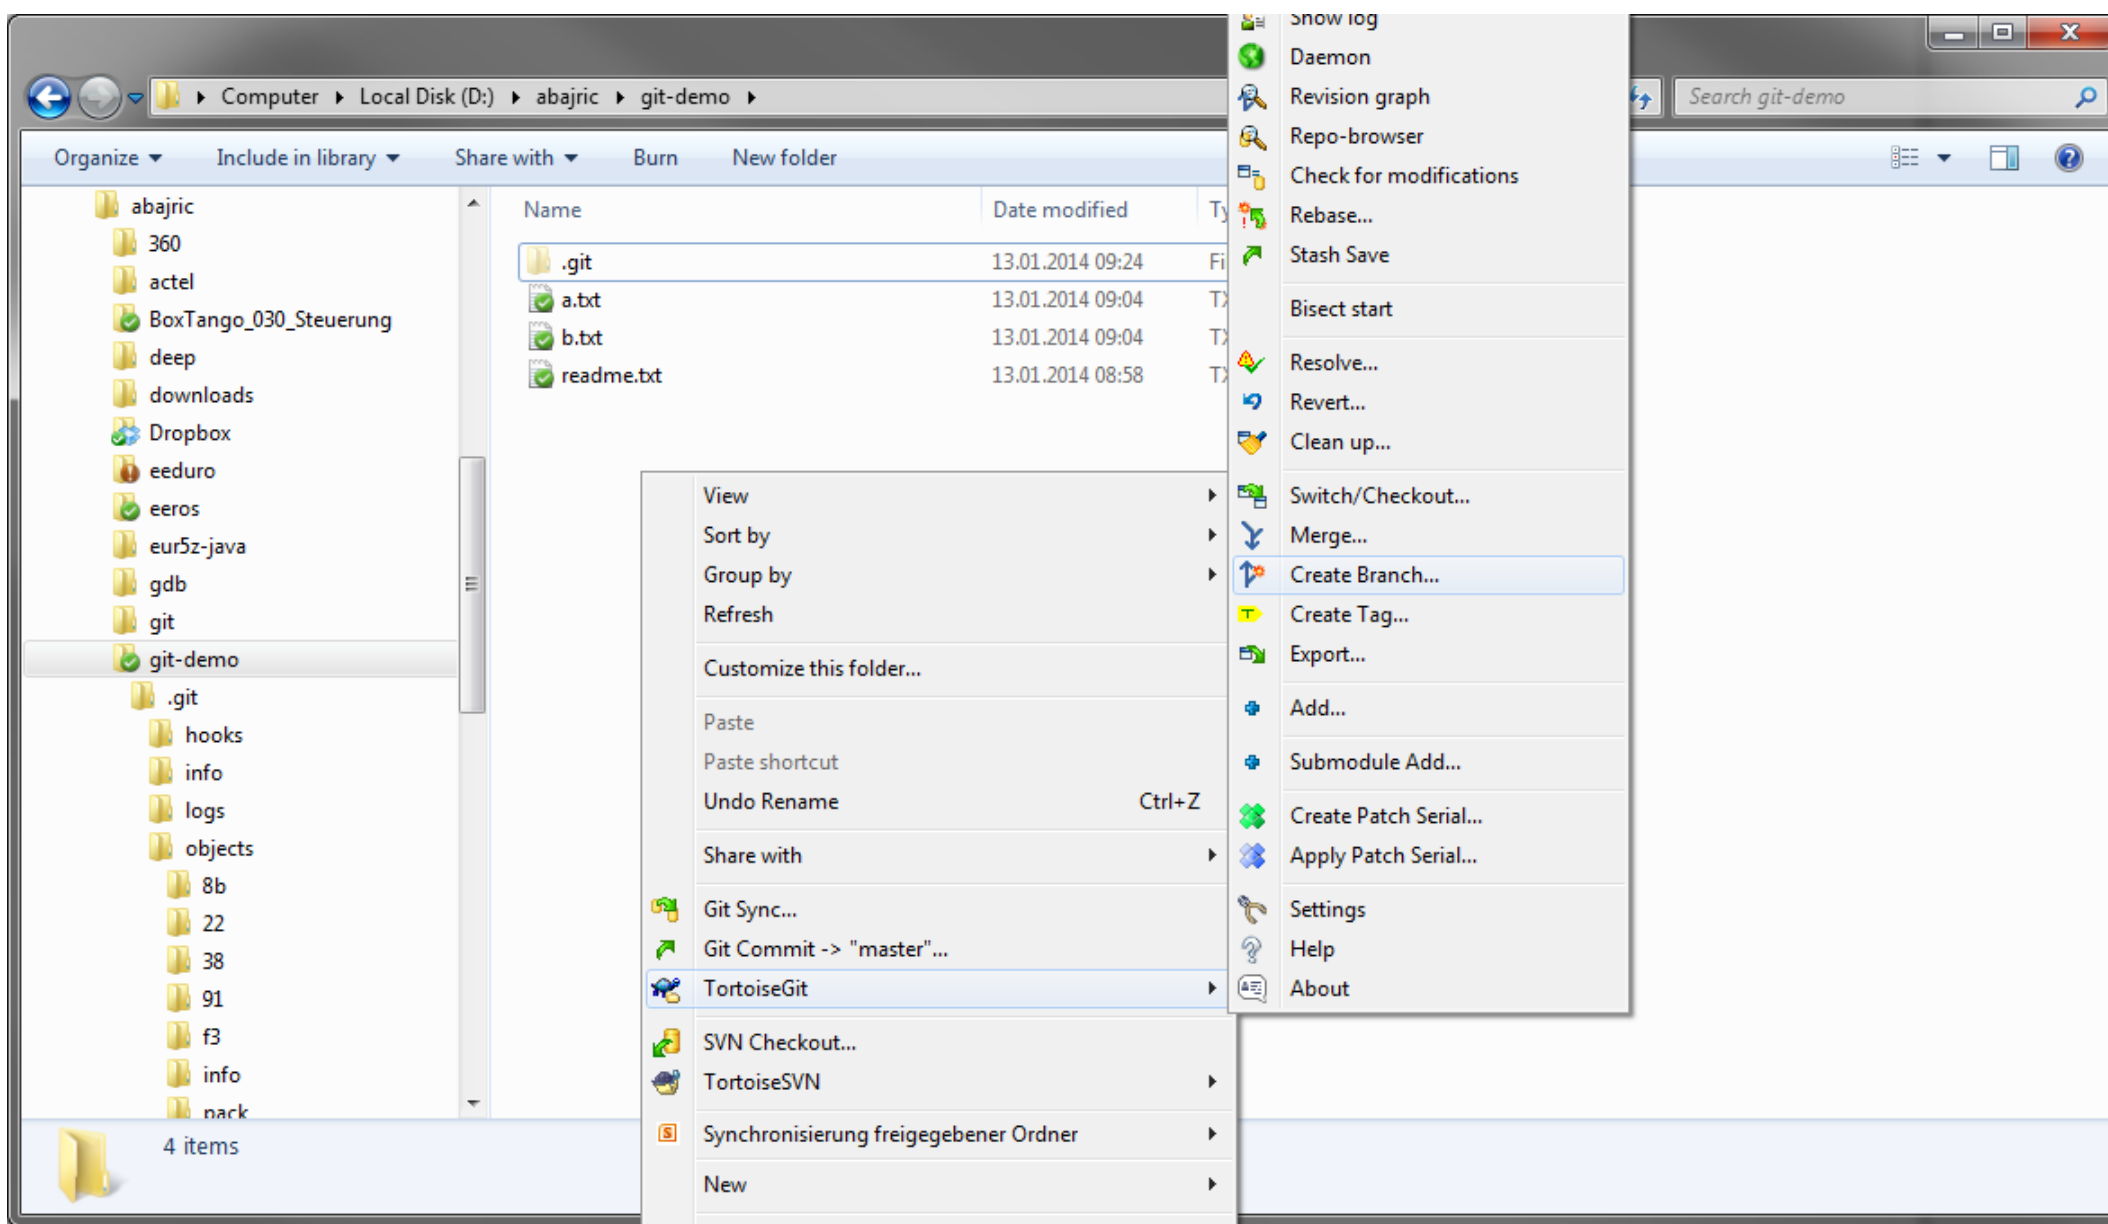 Computer
Local Disk (D:)
abajric
git-demo
Search git-demo
Organize
Include in library
Share with
Burn
New folder
abajric
360
actel
BoxTango_030_Steuerung
deep
downloads
Dropbox
eeduro
eeros
eur5z-java
gdb
git
git-demo
.git
hooks
info
logs
objects
8b
22
38
91
f3
info
pack
Name
Date modified
.git
13.01.2014 09:24
a.txt
13.01.2014 09:04
b.txt
13.01.2014 09:04
readme.txt
13.01.2014 08:58
View
Sort by
Group by
Refresh
Customize this folder...
Paste
Paste shortcut
Undo Rename Ctrl+Z
Share with
Git Sync...
Git Commit -> "master"...
TortoiseGit
SVN Checkout...
TortoiseSVN
Synchronisierung freigegebener Ordner
New
Show log
Daemon
Revision graph
Repo-browser
Check for modifications
Rebase...
Stash Save
Bisect start
Resolve...
Revert...
Clean up...
Switch/Checkout...
Merge...
Create Branch...
Create Tag...
Export...
Add...
Submodule Add...
Create Patch Serial...
Apply Patch Serial...
Settings
Help
About
4 items